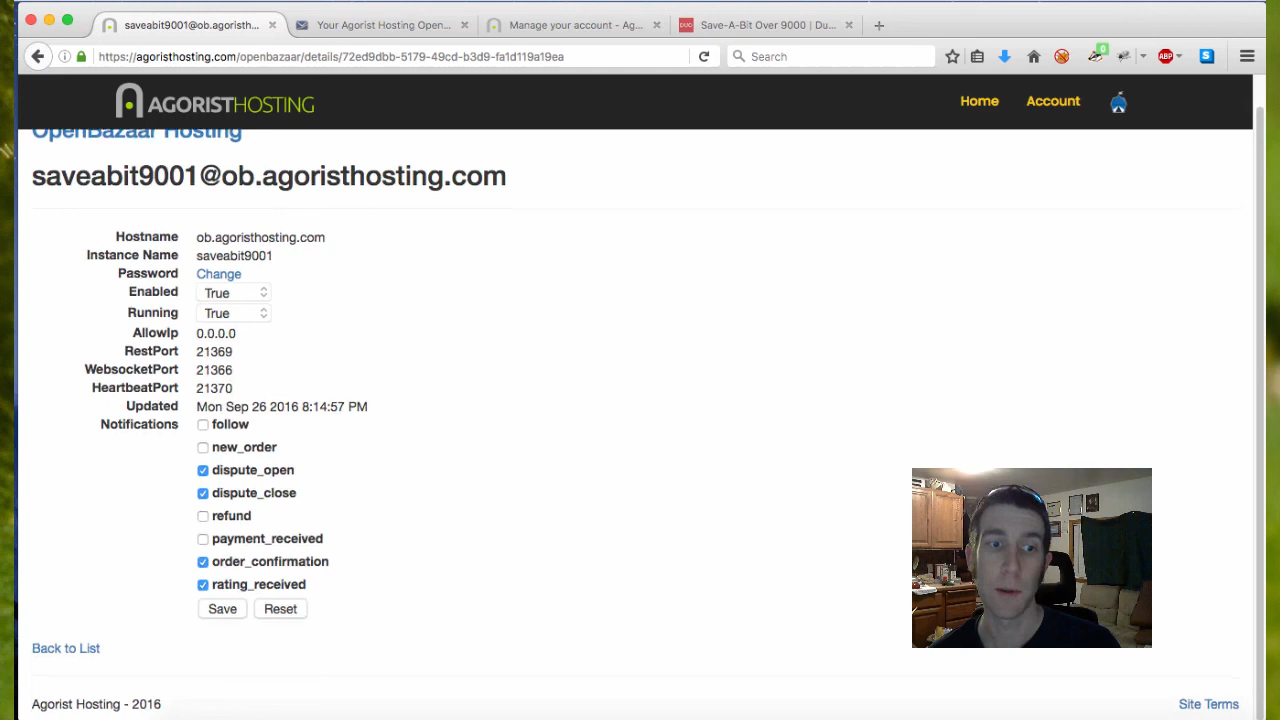 saveabit9001@ob.agoristh...
Your Agorist Hosting Open...
Manage your account - Ag...
DUO
Save-A-Bit Over 9000 | Du...
https://agoristhosting.com/openbazaar/details/72ed9dbb-5179-49cd-b3d9-fa1d119a19ea
Search
0
ABP
S
AGORISTHOSTING
Home
Account
OpenBazaar Hosting
saveabit9001@ob.agoristhosting.com
Hostname ob.agoristhosting.com
Instance Name saveabit9001
Password Change
Enabled True
Running True
AllowIp 0.0.0.0
RestPort 21369
WebsocketPort 21366
HeartbeatPort 21370
Updated Mon Sep 26 2016 8:14:57 PM
Notifications follow
new_order
dispute_open
dispute_close
refund
payment_received
order_confirmation
rating_received
Save Reset
Back to List
Agorist Hosting - 2016
Site Terms